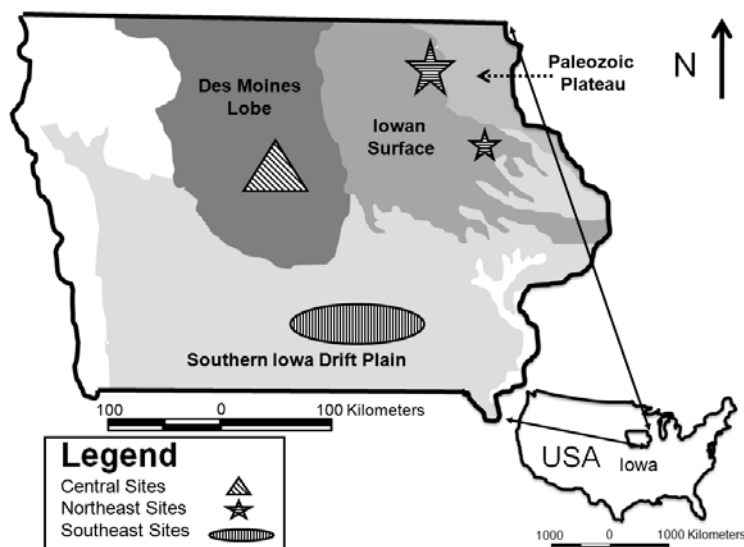 Des Moines
Lobe
Iowan
Surface
Paleozoic
Plateau
N
Southern Iowa Drift Plain
100 0 100 Kilometers
USA
Iowa
1000 0 1000 Kilometers
Legend
Central Sites
Northeast Sites
Southeast Sites